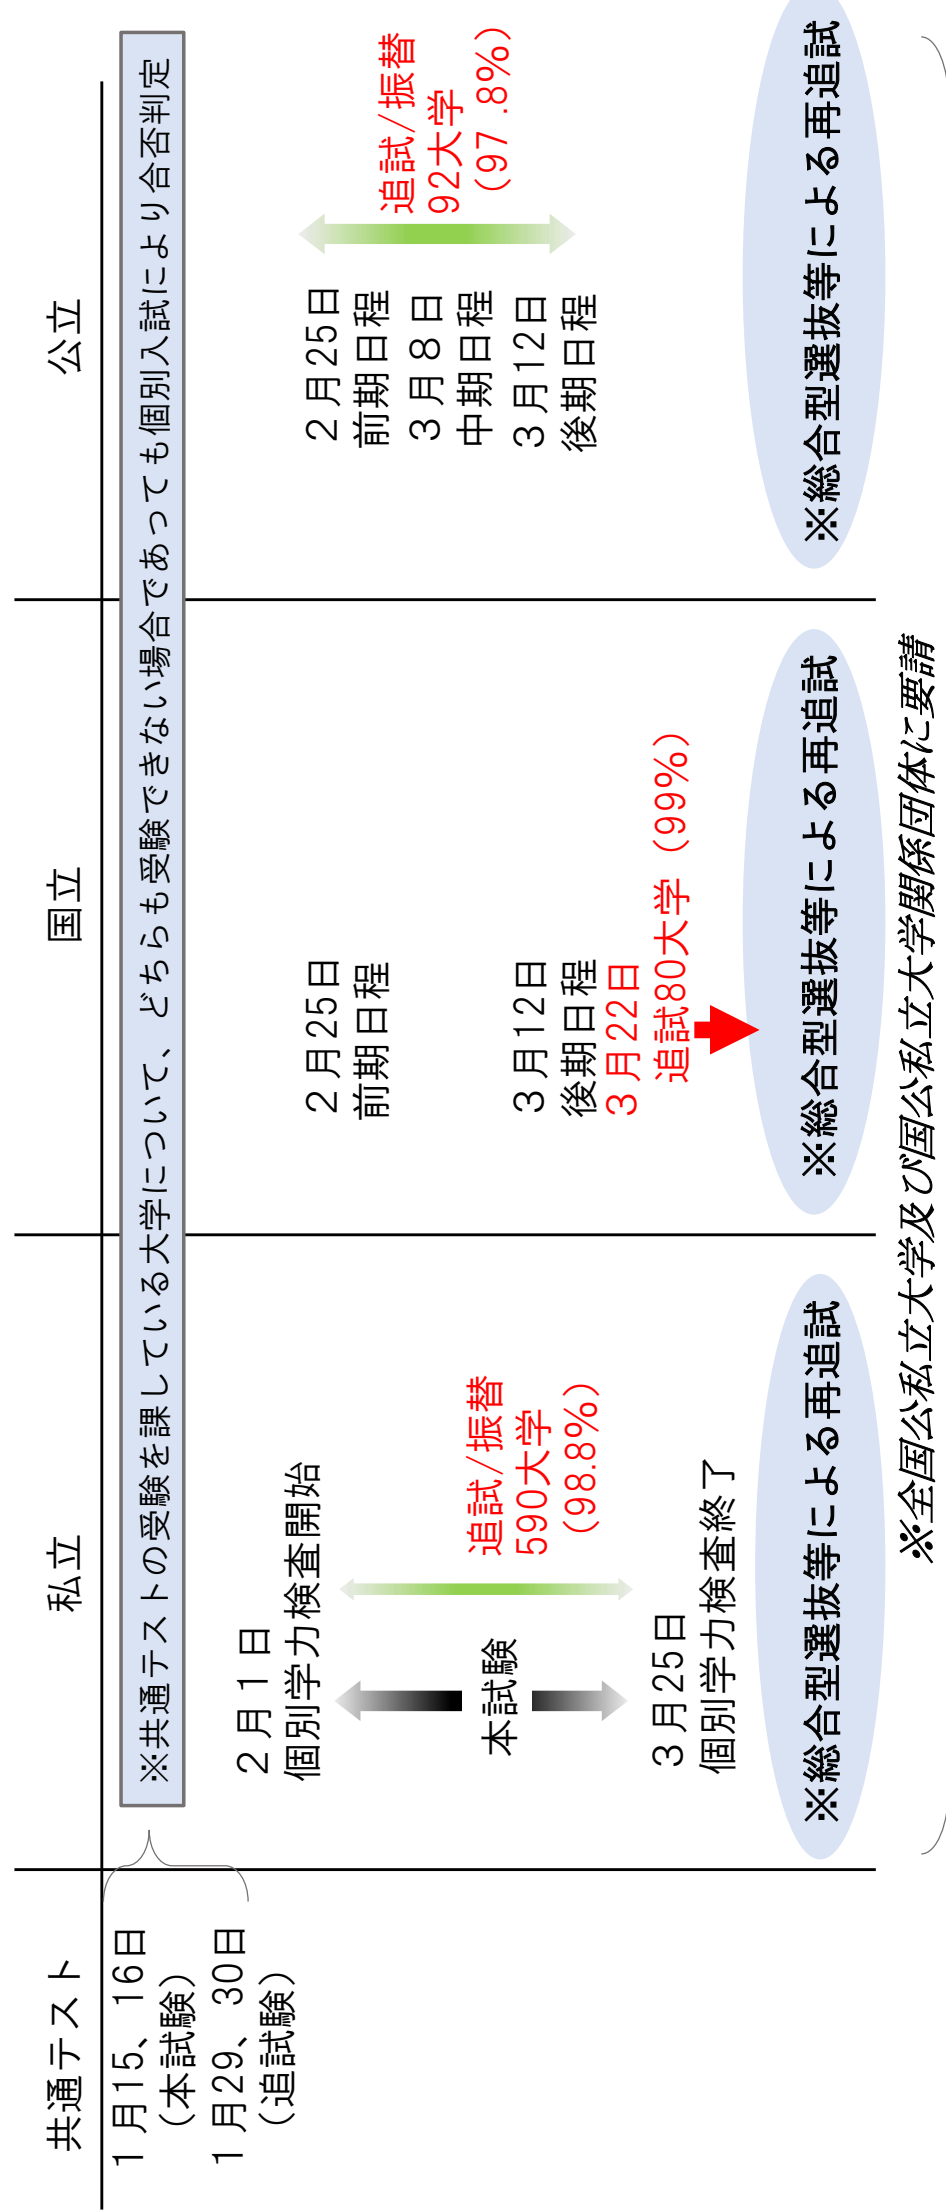 共通テスト
私立
国立
公立
１月15、16日
（本試験）
１月29、30日
（追試験）
※共通テストの受験を課している大学について、どちらも受験できない場合であっても個別入試により合否判定
２月１日
個別学力検査開始
本試験
追試/振替
590大学
（98.8%）
３月25日
個別学力検査終了
※総合型選抜等による再追試
２月25日
前期日程
３月12日
後期日程
３月22日
追試80大学（99%）
※総合型選抜等による再追試
２月25日
前期日程
３月８日
中期日程
３月12日
後期日程
追試/振替
92大学
（97.8%）
※総合型選抜等による再追試
※全国公私立大学及び国公私立大学関係団体に要請